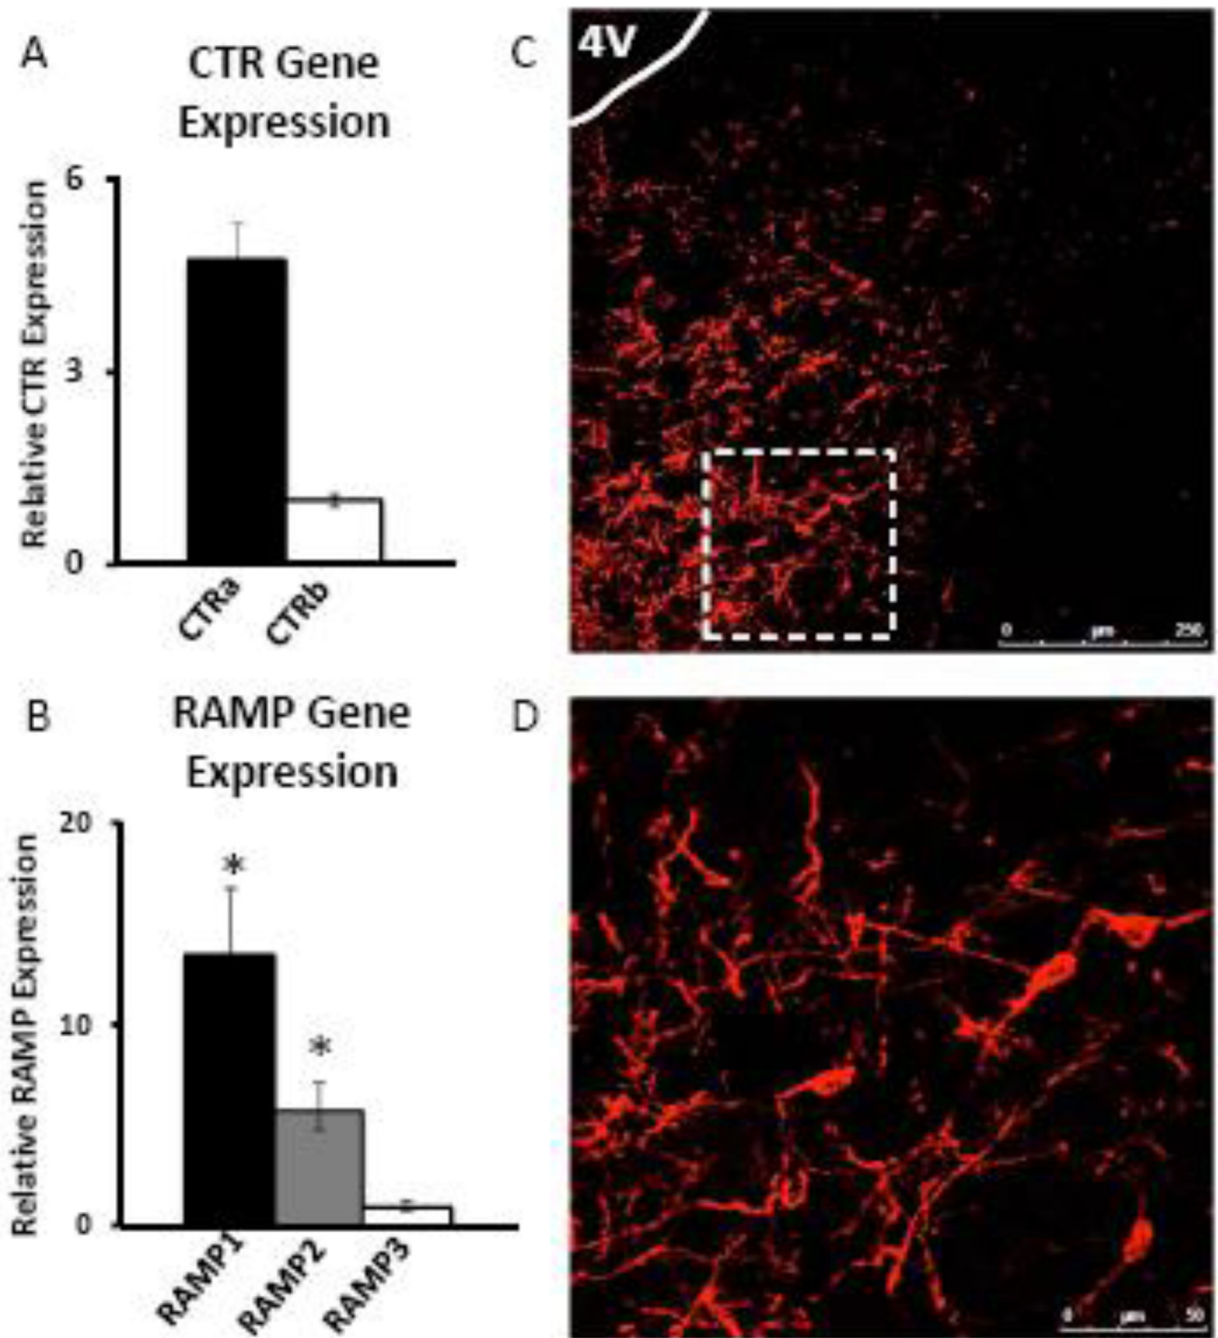 A
CTR Gene
Expression
Relative CTR Expression
6
3
0
CTRa
CTRb
B
RAMP Gene
Expression
Relative RAMP Expression
20
10
0
*
*
RAMP1
RAMP2
RAMP3
C
4V
0 µm 250
D
0 µm 50